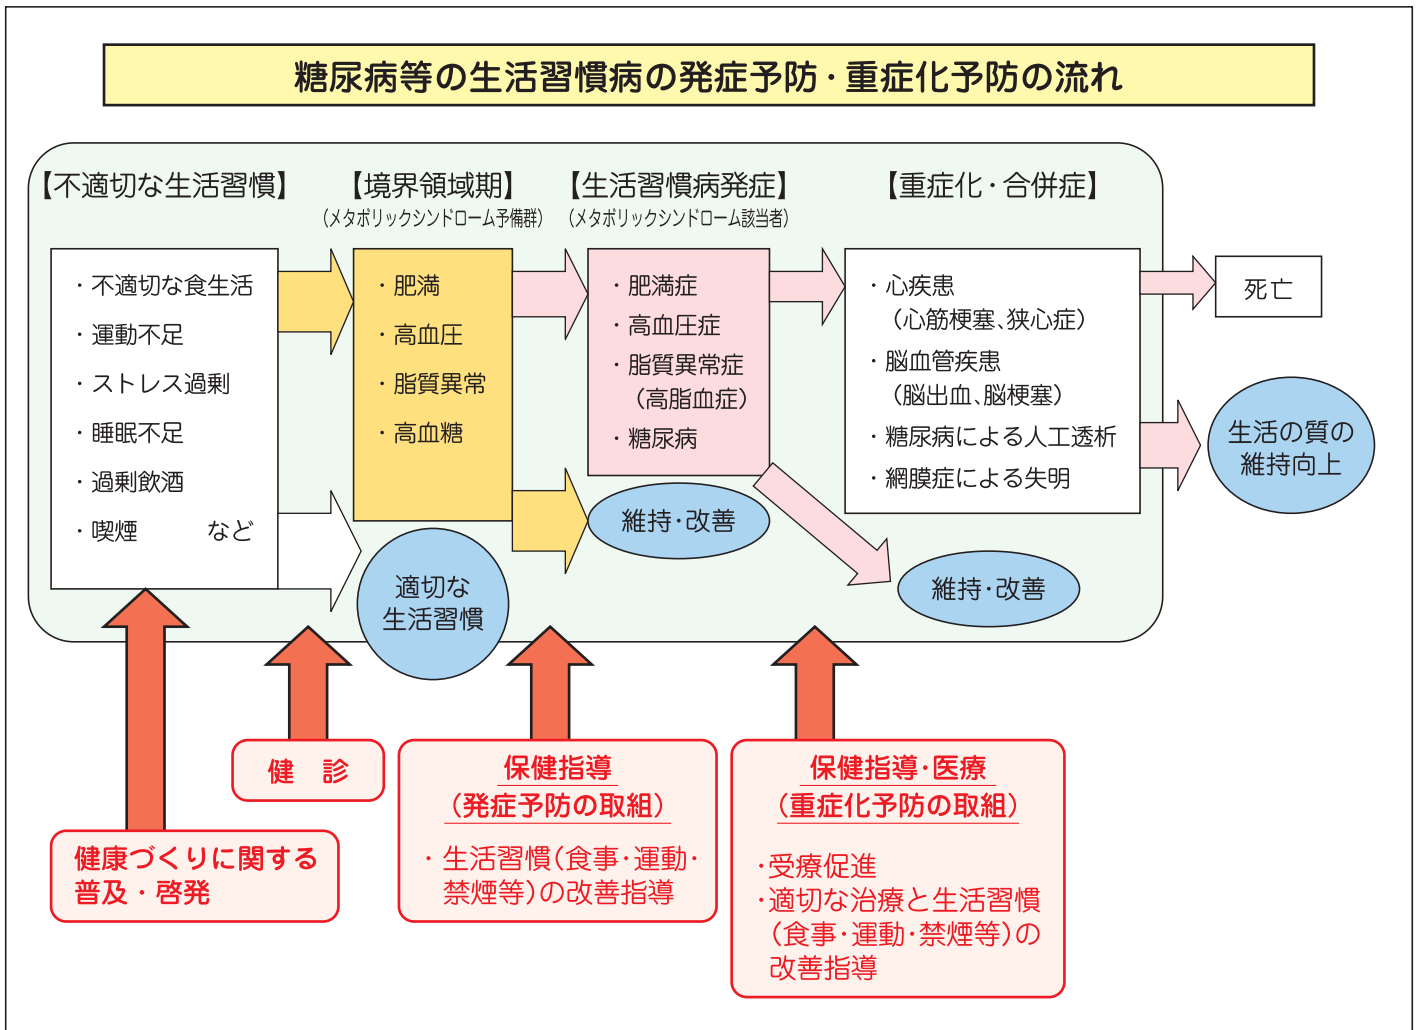 糖尿病等の生活習慣病の発症予防・重症化予防の流れ
【不適切な生活習慣】
・不適切な食生活
・運動不足
・ストレス過剰
・睡眠不足
・過剰飲酒
・喫煙　　　など
【境界領域期】
（メタボリックシンドローム予備群）
・肥満
・高血圧
・脂質異常
・高血糖
【生活習慣病発症】
（メタボリックシンドローム該当者）
・肥満症
・高血圧症
・脂質異常症
（高脂血症）
・糖尿病
【重症化・合併症】
・心疾患
（心筋梗塞、狭心症）
・脳血管疾患
（脳出血、脳梗塞）
・糖尿病による人工透析
・網膜症による失明
死亡
生活の質の
維持向上
維持・改善
維持・改善
適切な
生活習慣
健　診
健康づくりに関する
普及・啓発
保健指導
（発症予防の取組）
・生活習慣（食事・運動・
禁煙等）の改善指導
保健指導・医療
（重症化予防の取組）
・受療促進
・適切な治療と生活習慣
（食事・運動・禁煙等）の
改善指導